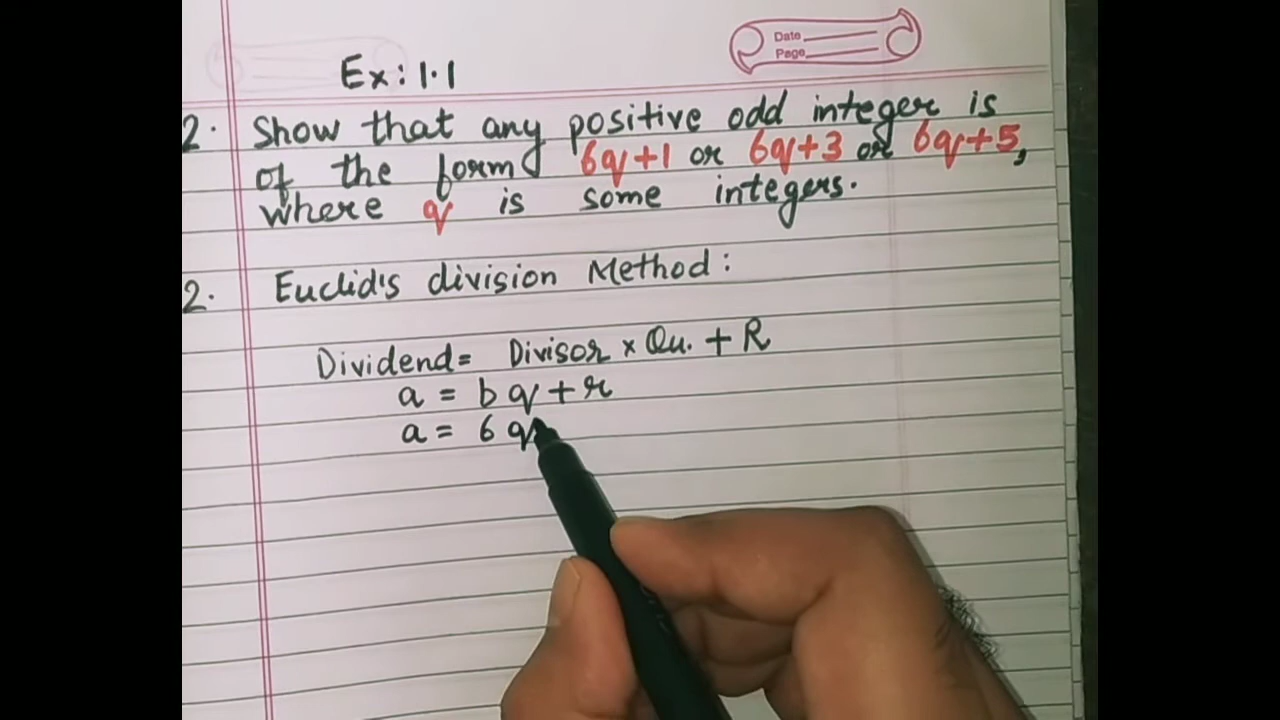 Date
Page
Ex: 1.1
2. Show that any positive odd integer is
of the form 6q+1 or 6q+3 or 6q+5,
where q is some integers.
2. Euclid's division Method:
Dividend= Divisor × Qu. + R
a = bq+r
a = 6q